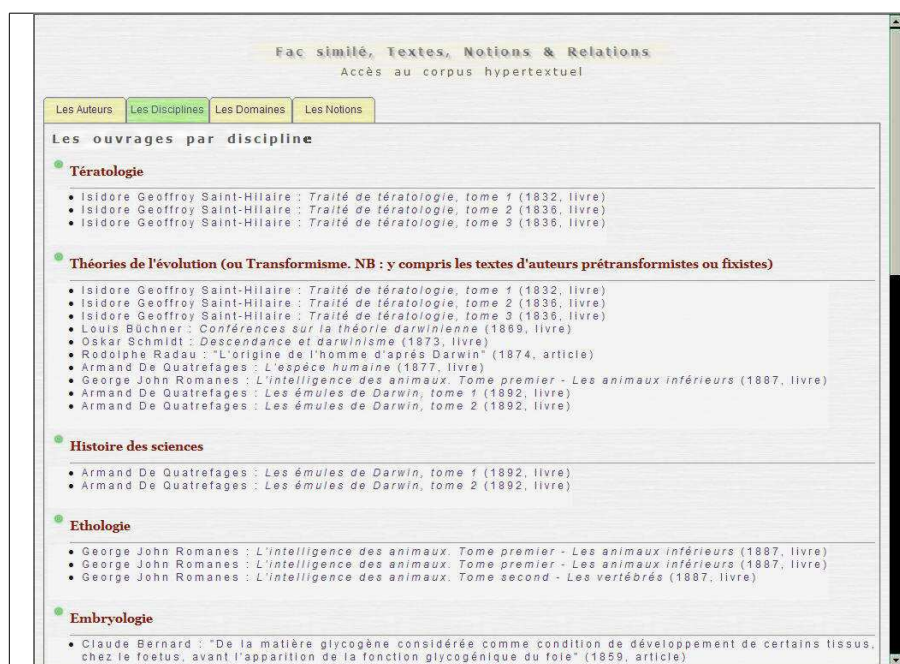 Fac similé, Textes, Notions & Relations
Accès au corpus hypertextuel
Les Auteurs Les Disciplines Les Domaines Les Notions
Les ouvrages par discipline
Tératologie
• Isidore Geoffroy Saint-Hilaire : Traité de tératologie, tome 1 (1832, livre)
• Isidore Geoffroy Saint-Hilaire : Traité de tératologie, tome 2 (1836, livre)
• Isidore Geoffroy Saint-Hilaire : Traité de tératologie, tome 3 (1836, livre)
Théories de l'évolution (ou Transformisme. NB : y compris les textes d'auteurs prétransformistes ou fixistes)
• Isidore Geoffroy Saint-Hilaire : Traité de tératologie, tome 1 (1832, livre)
• Isidore Geoffroy Saint-Hilaire : Traité de tératologie, tome 2 (1836, livre)
• Isidore Geoffroy Saint-Hilaire : Traité de tératologie, tome 3 (1836, livre)
• Louis Büchner : Conférences sur la théorie darwinienne (1869, livre)
• Oskar Schmidt : Descendance et darwinisme (1873, livre)
• Rodolphe Radau : "L'origine de l'homme d'aprés Darwin" (1874, article)
• Armand De Quatrefages : L'espéce humaine (1877, livre)
• George John Romanes : L'intelligence des animaux. Tome premier - Les animaux inférieurs (1887, livre)
• Armand De Quatrefages : Les émules de Darwin, tome 1 (1892, livre)
• Armand De Quatrefages : Les émules de Darwin, tome 2 (1892, livre)
Histoire des sciences
• Armand De Quatrefages : Les émules de Darwin, tome 1 (1892, livre)
• Armand De Quatrefages : Les émules de Darwin, tome 2 (1892, livre)
Ethologie
• George John Romanes : L'intelligence des animaux. Tome premier - Les animaux inférieurs (1887, livre)
• George John Romanes : L'intelligence des animaux. Tome premier - Les animaux inférieurs (1887, livre)
• George John Romanes : L'intelligence des animaux. Tome second - Les vertébrés (1887, livre)
Embryologie
• Claude Bernard : "De la matière glycogène considérée comme condition de développement de certains tissus,
chez le foetus, avant l'apparition de la fonction glycogénique du foie" (1859, article)